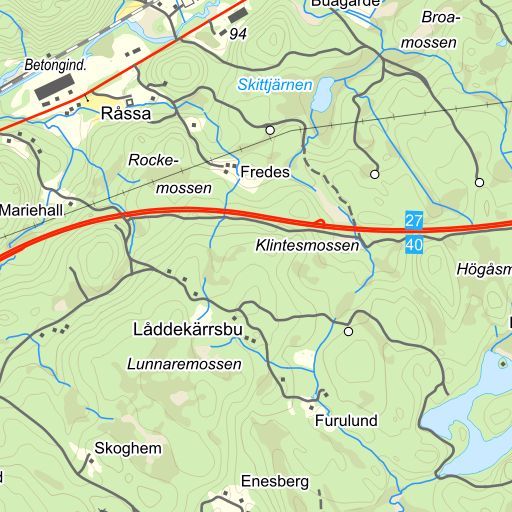 Buagärde
Broa-
mossen
94
Betongind.
Skittjärnen
Råssa
Rocke-
mossen
Fredes
Mariehall
27
40
Klintesmossen
Högåsm
Låddekärrsbu
Lunnaremossen
Furulund
Skoghem
Enesberg